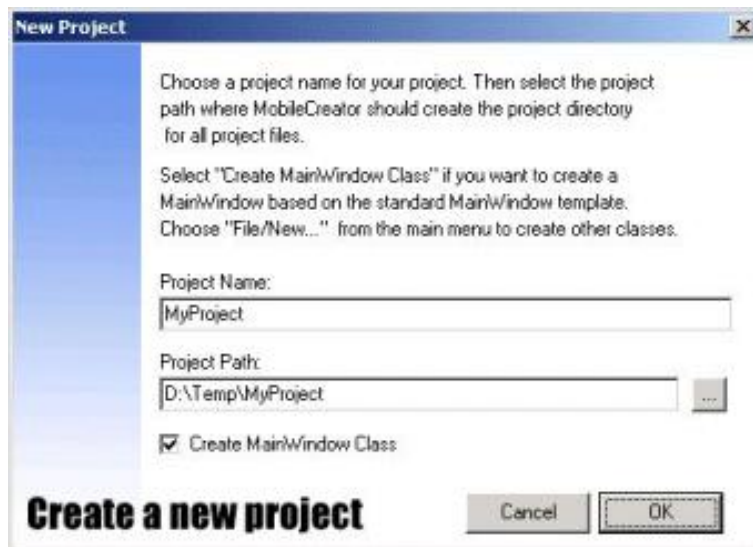 New Project
Choose a project name for your project. Then select the project
path where MobileCreator should create the project directory
for all project files.
Select "Create MainWindow Class" if you want to create a
MainWindow based on the standard MainWindow template.
Choose "File/New..." from the main menu to create other classes.
Project Name:
MyProject
Project Path:
D:\Temp\MyProject
...
Create MainWindow Class
Create a new project
Cancel
OK